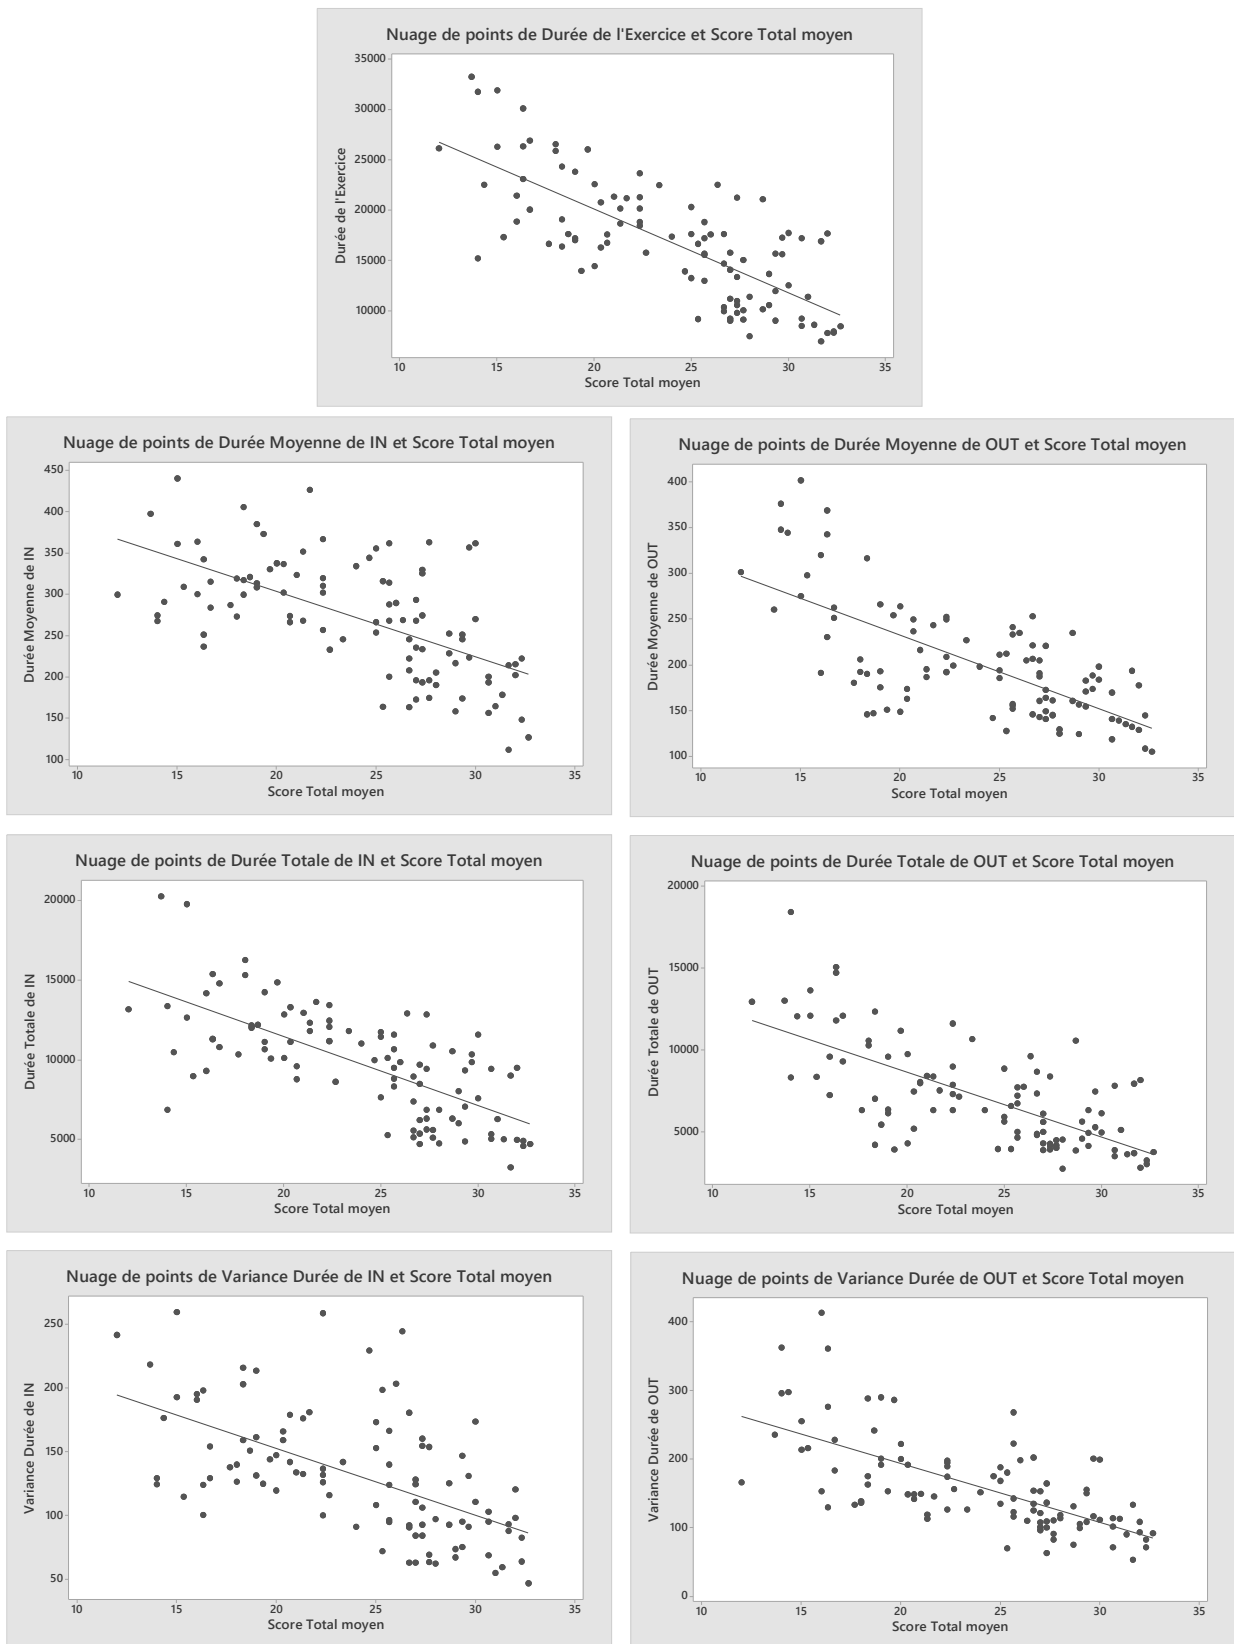 Nuage de points de Durée de l'Exercice et Score Total moyen
35000
30000
25000
20000
15000
10000
Durée de l'Exercice
10 15 20 25 30 35
Score Total moyen
Nuage de points de Durée Moyenne de IN et Score Total moyen
450
400
350
300
250
200
150
100
Durée Moyenne de IN
10 15 20 25 30 35
Score Total moyen
Nuage de points de Durée Moyenne de OUT et Score Total moyen
400
350
300
250
200
150
100
Durée Moyenne de OUT
10 15 20 25 30 35
Score Total moyen
Nuage de points de Durée Totale de IN et Score Total moyen
20000
15000
10000
5000
Durée Totale de IN
10 15 20 25 30 35
Score Total moyen
Nuage de points de Durée Totale de OUT et Score Total moyen
20000
15000
10000
5000
Durée Totale de OUT
10 15 20 25 30 35
Score Total moyen
Nuage de points de Variance Durée de IN et Score Total moyen
250
200
150
100
50
Variance Durée de IN
10 15 20 25 30 35
Score Total moyen
Nuage de points de Variance Durée de OUT et Score Total moyen
400
300
200
100
0
Variance Durée de OUT
10 15 20 25 30 35
Score Total moyen